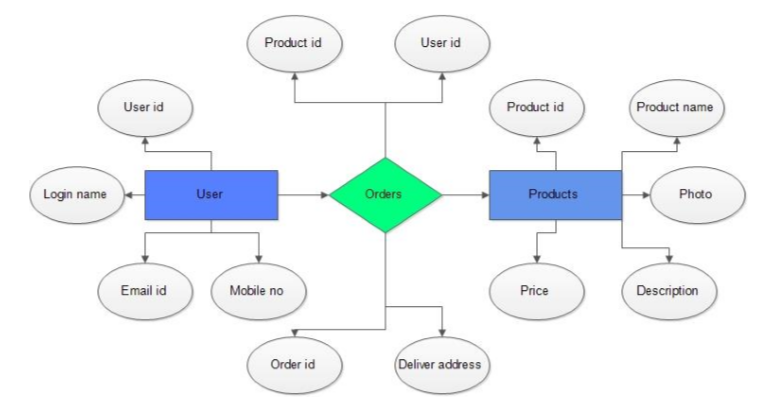 Product id
User id
User id
Product id
Product name
Login name
User
Orders
Products
Photo
Email id
Mobile no
Price
Description
Order id
Deliver address